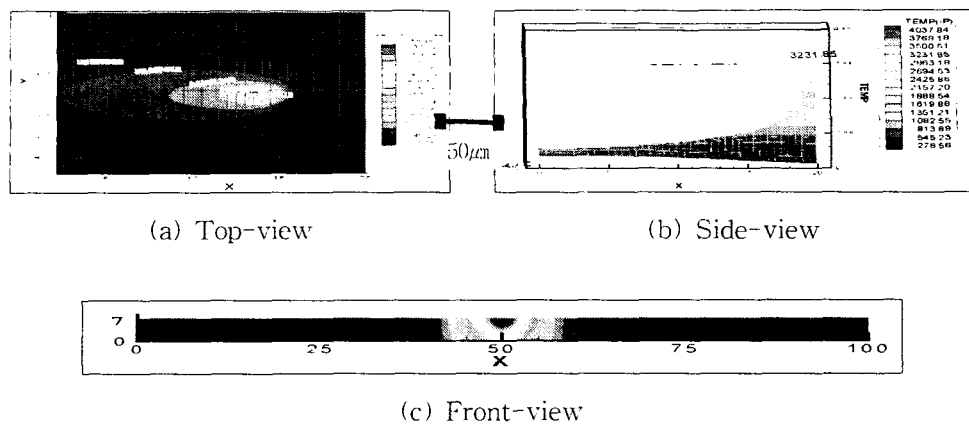 TEMP
4037.84
3769.18
3500.51
3231.85
2963.18
2694.53
2425.86
2157.20
1888.54
1619.88
1351.21
1082.55
813.89
545.23
276.56
3231.85
TEMP
X
X
50μm
(a) Top-view
(b) Side-view
7
0
0 25 50 75 100
X
(c) Front-view